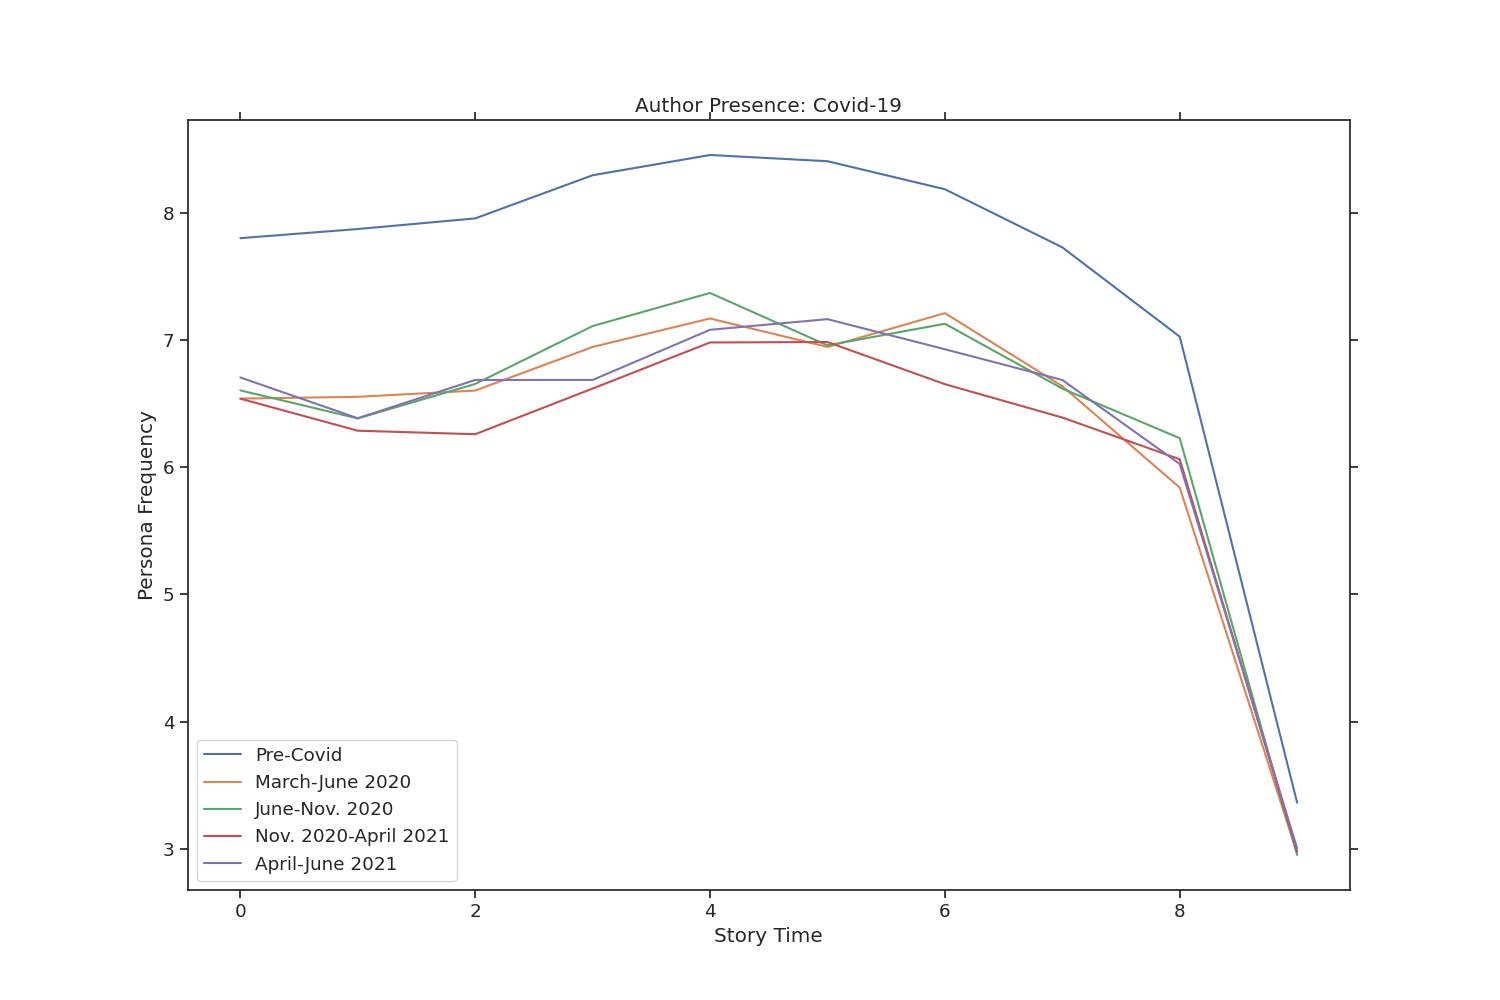 Author Presence: Covid-19
8
7
6
5
4
3
Persona Frequency
Pre-Covid
March-June 2020
June-Nov. 2020
Nov. 2020-April 2021
April-June 2021
0 2 4 6 8
Story Time